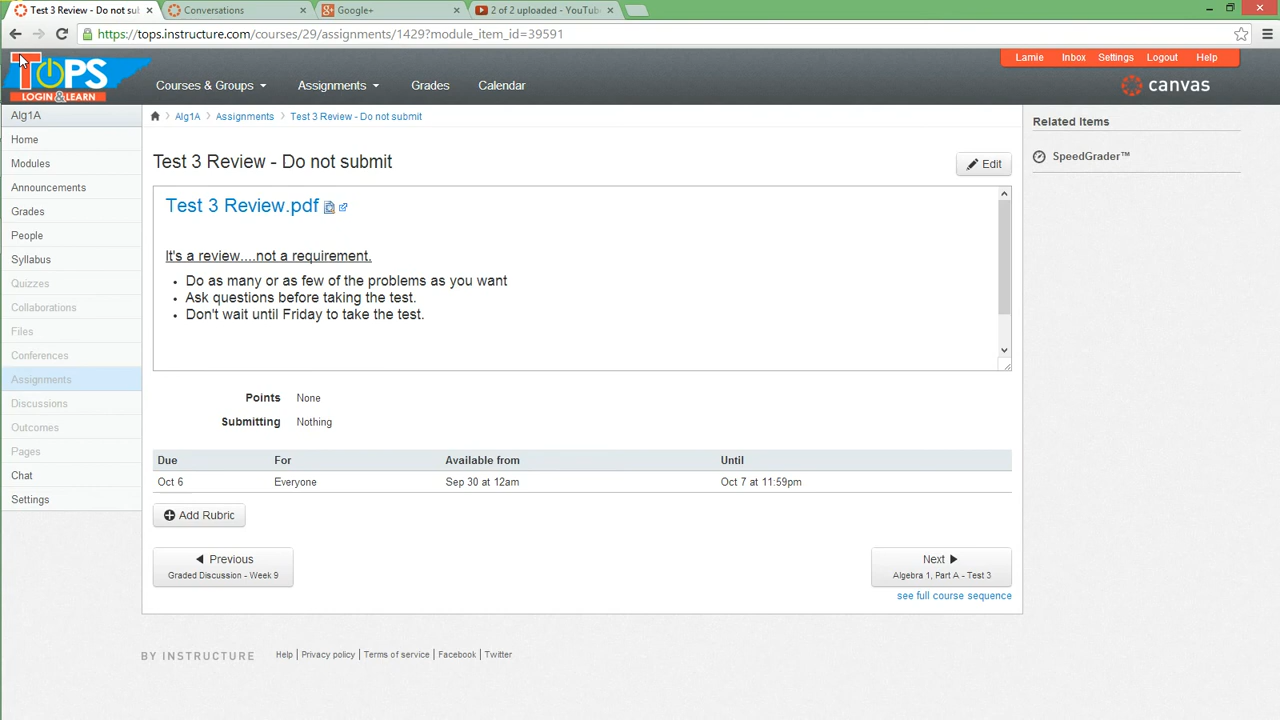 Test 3 Review - Do not sul
Conversations
Google+
2 of 2 uploaded - YouTub
https://tops.instructure.com/courses/29/assignments/1429?module_item_id=39591
TOPS
LOGIN & LEARN
Courses & Groups
Assignments
Grades
Calendar
Lamie
Inbox
Settings
Logout
Help
canvas
Alg1A
Home
Modules
Announcements
Grades
People
Syllabus
Quizzes
Collaborations
Files
Conferences
Assignments
Discussions
Outcomes
Pages
Chat
Settings
Alg1A > Assignments > Test 3 Review - Do not submit
Test 3 Review - Do not submit
Edit
Test 3 Review.pdf
It's a review....not a requirement.
• Do as many or as few of the problems as you want
• Ask questions before taking the test.
• Don't wait until Friday to take the test.
Points None
Submitting Nothing
Due For Available from Until
Oct 6 Everyone Sep 30 at 12am Oct 7 at 11:59pm
Add Rubric
Previous
Graded Discussion - Week 9
Next
Algebra 1, Part A - Test 3
see full course sequence
Related Items
SpeedGrader™
BY INSTRUCTURE
Help | Privacy policy | Terms of service | Facebook | Twitter